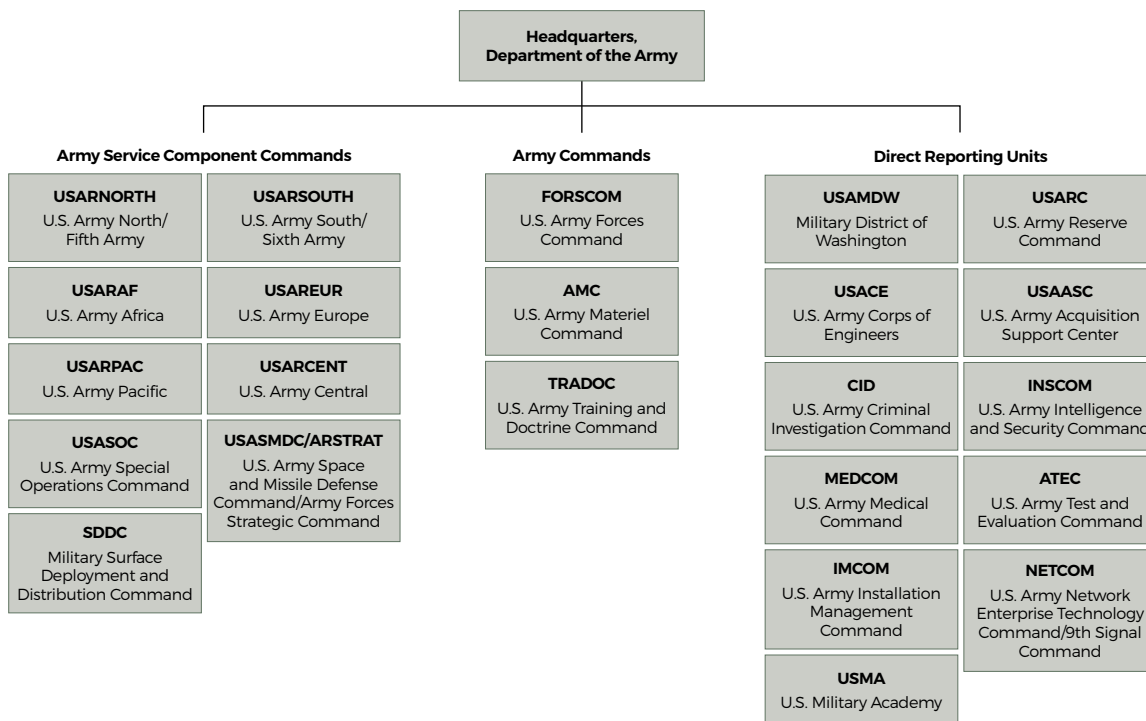 Headquarters,
Department of the Army
Army Service Component Commands
USARNORTH
U.S. Army North/
Fifth Army
USARSOUTH
U.S. Army South/
Sixth Army
USARAF
U.S. Army Africa
USAREUR
U.S. Army Europe
USARPAC
U.S. Army Pacific
USARCENT
U.S. Army Central
USASOC
U.S. Army Special
Operations Command
USASMDC/ARSTRAT
U.S. Army Space
and Missile Defense
Command/Army Forces
Strategic Command
SDDC
Military Surface
Deployment and
Distribution Command
Army Commands
FORSCOM
U.S. Army Forces
Command
AMC
U.S. Army Materiel
Command
TRADOC
U.S. Army Training and
Doctrine Command
Direct Reporting Units
USAMDW
Military District of
Washington
USARC
U.S. Army Reserve
Command
USACE
U.S. Army Corps of
Engineers
USAASC
U.S. Army Acquisition
Support Center
CID
U.S. Army Criminal
Investigation Command
INSCOM
U.S. Army Intelligence
and Security Command
MEDCOM
U.S. Army Medical
Command
ATEC
U.S. Army Test and
Evaluation Command
IMCOM
U.S. Army Installation
Management
Command
NETCOM
U.S. Army Network
Enterprise Technology
Command/9th Signal
Command
USMA
U.S. Military Academy